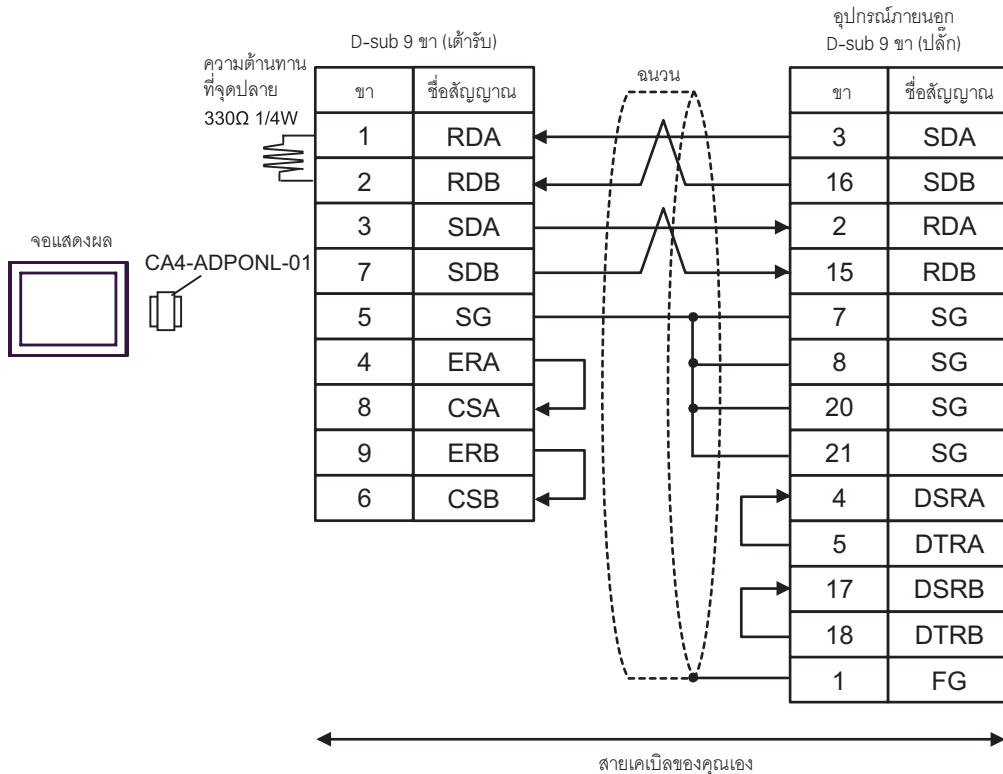 อุปกรณ์ภายนอก
D-sub 9 ขา (เต้ารับ)
D-sub 9 ขา (ปลั๊ก)
ความต้านทาน
ที่จุดปลาย
330Ω 1/4W
ฉนวน
ขา ชื่อสัญญาณ
ขา ชื่อสัญญาณ
1 RDA
3 SDA
2 RDB
16 SDB
3 SDA
2 RDA
7 SDB
15 RDB
5 SG
7 SG
4 ERA
8 SG
8 CSA
20 SG
9 ERB
21 SG
6 CSB
4 DSRA
5 DTRA
17 DSRB
18 DTRB
1 FG
จอแสดงผล
CA4-ADPONL-01
สายเคเบิลของคุณเอง